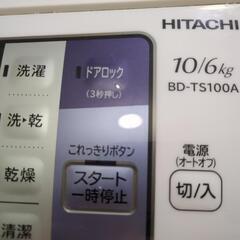 HITACHI
洗濯
ドアロック
(3秒押し)
10/6kg
BD-TS100A
洗~乾
これっきりボタン
電源
(オートオフ)
乾燥
スタート
一時停止
切/入
清潔